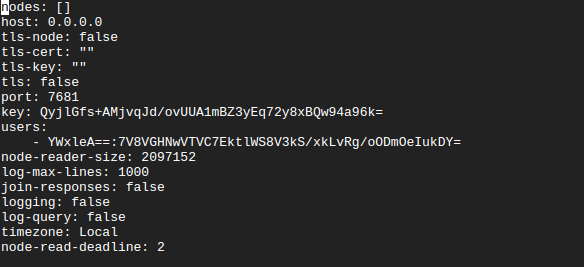 nodes: []
host: 0.0.0.0
tls-node: false
tls-cert: ""
tls-key: ""
tls: false
port: 7681
key: QyjlGfs+AMjvqJd/ovUUA1mBZ3yEq72y8xBQw94a96k=
users:
    - YWxleA==:7V8VGHNwVTVC7EktlWS8V3kS/xkLvRg/oODmOeIukDY=
node-reader-size: 2097152
log-max-lines: 1000
join-responses: false
logging: false
log-query: false
timezone: Local
node-read-deadline: 2